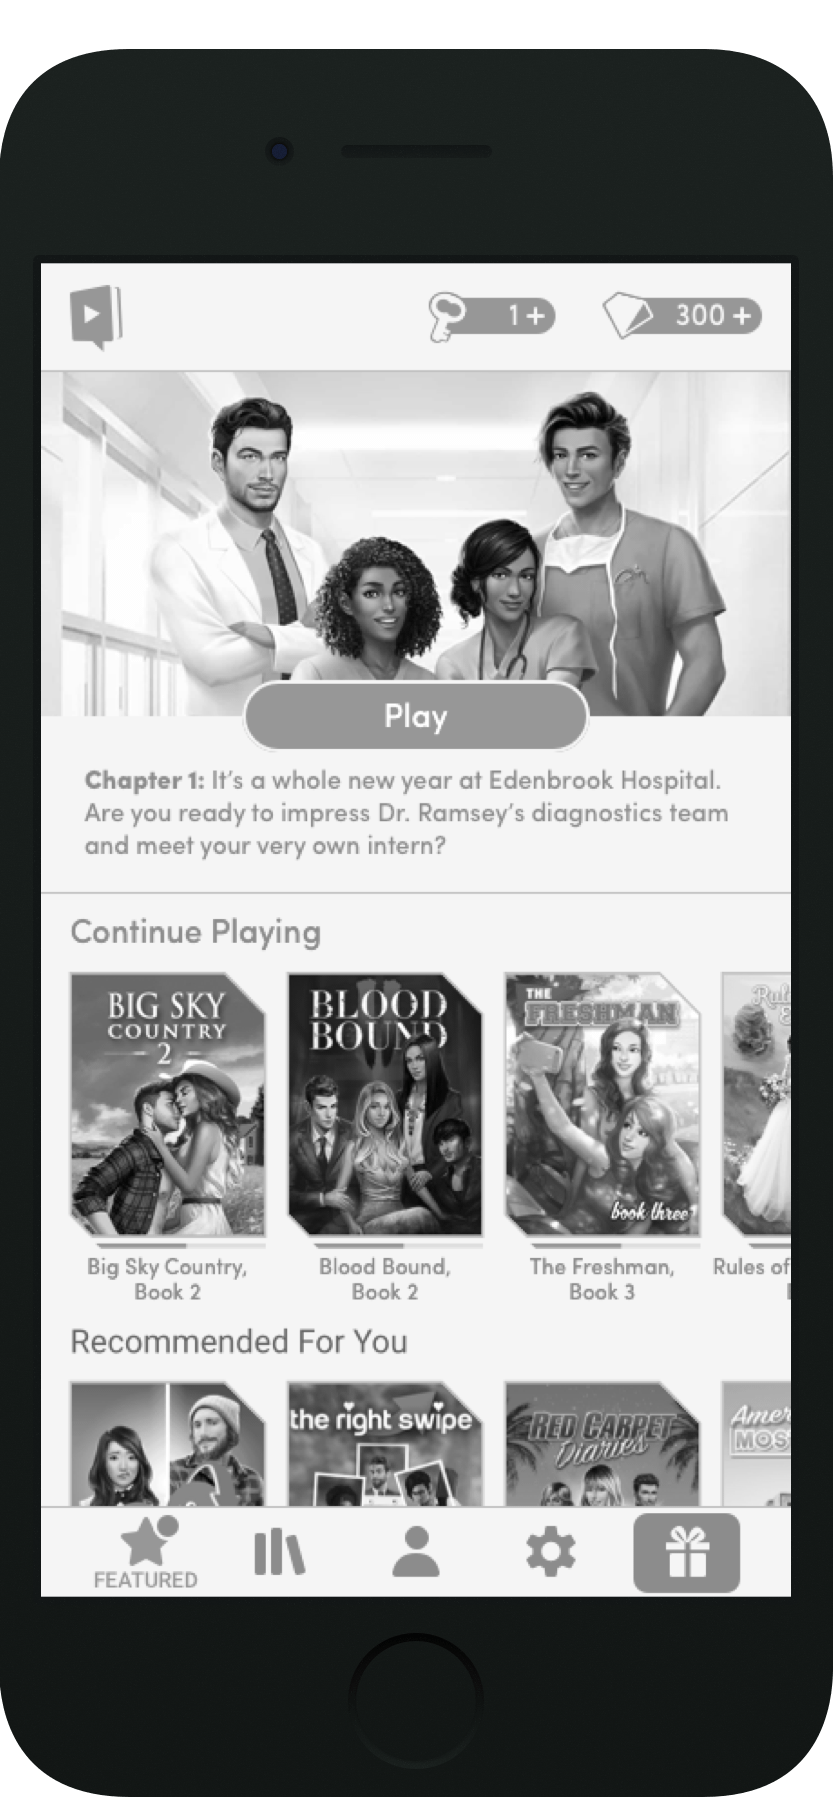 1 +
300 +
Play
Chapter 1: It's a whole new year at Edenbrook Hospital.
Are you ready to impress Dr. Ramsey's diagnostics team
and meet your very own intern?
Continue Playing
BIG SKY
COUNTRY
2
BLOOD
BOUND
THE
FRESHMAN
book three
Rul
Big Sky Country,
Book 2
Blood Bound,
Book 2
The Freshman,
Book 3
Rules of
Recommended For You
the right swipe
RED CARPET
Diaries
Amer
MOS
FEATURED